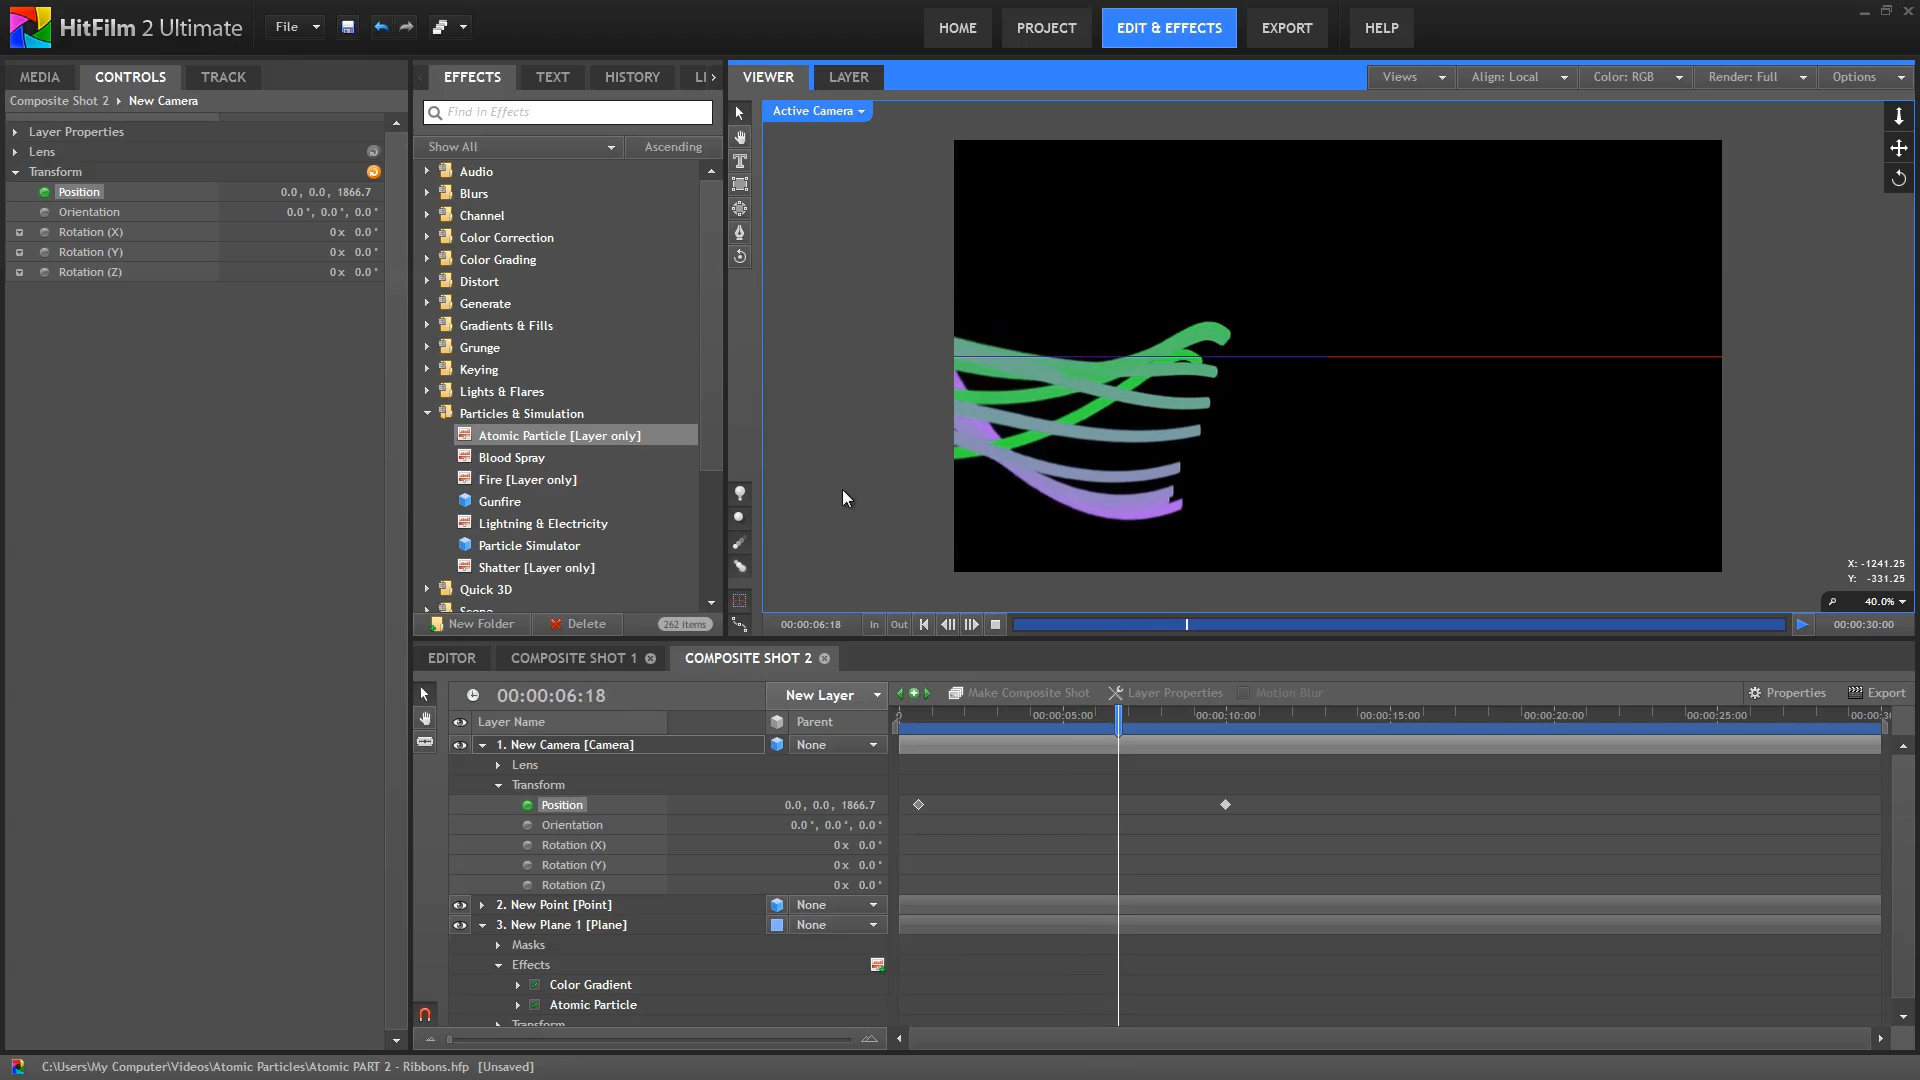 HitFilm 2 Ultimate
File
HOME
PROJECT
EDIT & EFFECTS
EXPORT
HELP
MEDIA
CONTROLS
TRACK
Composite Shot 2 New Camera
Layer Properties
Lens
Transform
Position 0.0, 0.0, 1866.7
Orientation 0.0°, 0.0°, 0.0°
Rotation (X) 0x 0.0°
Rotation (Y) 0x 0.0°
Rotation (Z) 0x 0.0°
EFFECTS
TEXT
HISTORY
LI
Find in Effects
Show All
Ascending
Audio
Blurs
Channel
Color Correction
Color Grading
Distort
Generate
Gradients & Fills
Grunge
Keying
Lights & Flares
Particles & Simulation
Atomic Particle [Layer only]
Blood Spray
Fire [Layer only]
Gunfire
Lightning & Electricity
Particle Simulator
Shatter [Layer only]
Quick 3D
Scene
New Folder
Delete
262 items
VIEWER
LAYER
Views
Align: Local
Color: RGB
Render: Full
Options
Active Camera
X: -1241.25
Y: -331.25
40.0%
00:00:06:18
In
Out
00:00:30:00
EDITOR
COMPOSITE SHOT 1
COMPOSITE SHOT 2
00:00:06:18
New Layer
Make Composite Shot
Layer Properties
Motion Blur
Properties
Export
Layer Name
Parent
0 00:00:05:00 00:00:10:00 00:00:15:00 00:00:20:00 00:00:25:00 00:00:30
1. New Camera [Camera] None
Lens
Transform
Position 0.0, 0.0, 1866.7
Orientation 0.0°, 0.0°, 0.0°
Rotation (X) 0x 0.0°
Rotation (Y) 0x 0.0°
Rotation (Z) 0x 0.0°
2. New Point [Point] None
3. New Plane 1 [Plane] None
Masks
Effects
Color Gradient
Atomic Particle
Transform
C:\Users\My Computer\Videos\Atomic Particles\Atomic PART 2 - Ribbons.hfp [Unsaved]